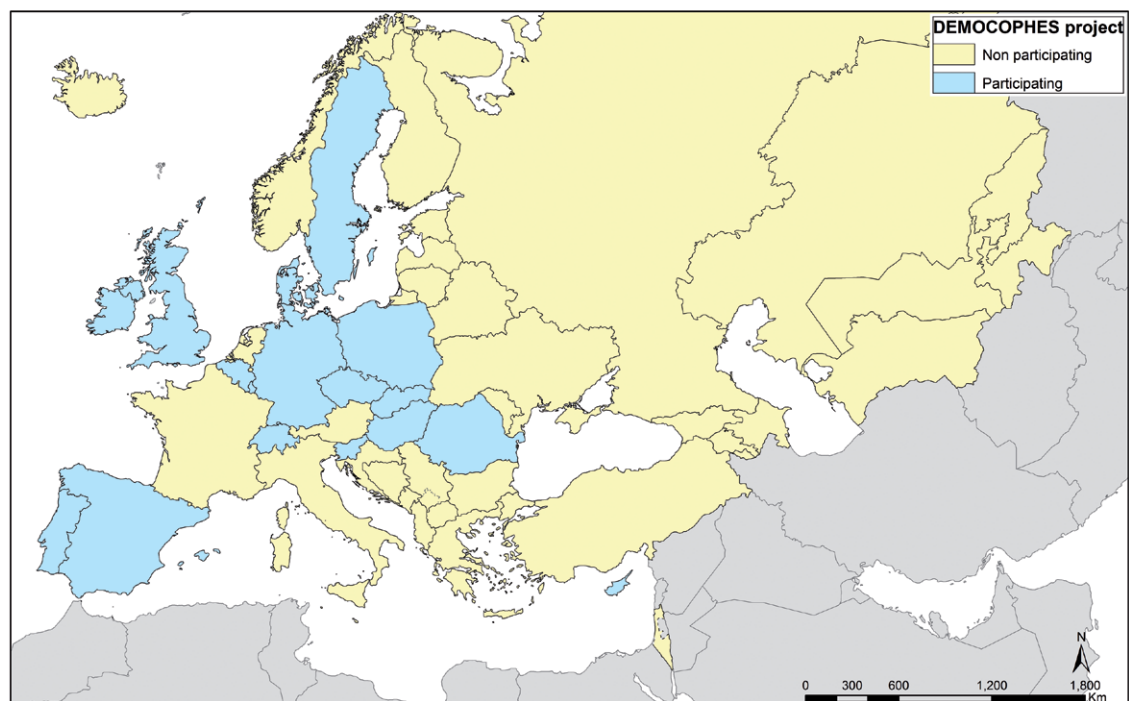 DEMOCOPHES project
Non participating
Participating
N
0 300 600 1,200 1,800
Km